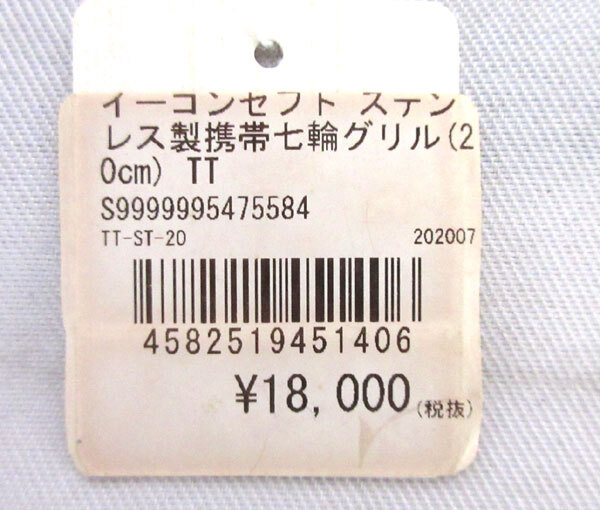 イーコンセプト ステン
レス製携帯七輪グリル(2
0cm) TT
S9999995475584
TT-ST-20 202007
4582519451406
¥18,000(税抜)